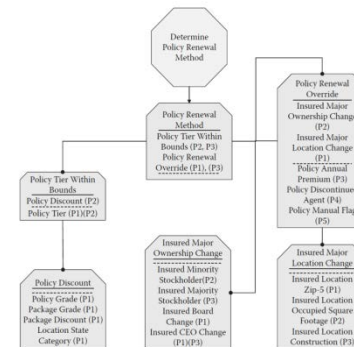 Determine
Policy Renewal
Method
Policy Renewal
Method
Policy Tier Within
Bounds (P2, P3)
Policy Renewal
Override (P1), (P3)
Policy Renewal
Override
Insured Major
Ownership Change
(P2)
Insured Major
Location Change
(P1)
Policy Annual
Premium (P3)
Policy Discontinue
Agent (P4)
Policy Manual Flag
(P5)
Policy Tier Within
Bounds
Policy Discount (P2)
Policy Tier (P1)(P2)
Policy Discount
Policy Grade (P1)
Package Grade (P1)
Package Discount (P1)
Location State
Category (P1)
Insured Major
Ownership Change
Insured Minority
Stockholder(P2)
Insured Majority
Stockholder (P3)
Insured Board
Change (P1)
Insured CEO Change
(P1)(P3)
Insured Major
Location Change
Insured Location
Zip-5 (P1)
Insured Location
Occupied Square
Footage (P2)
Insured Location
Construction (P3)